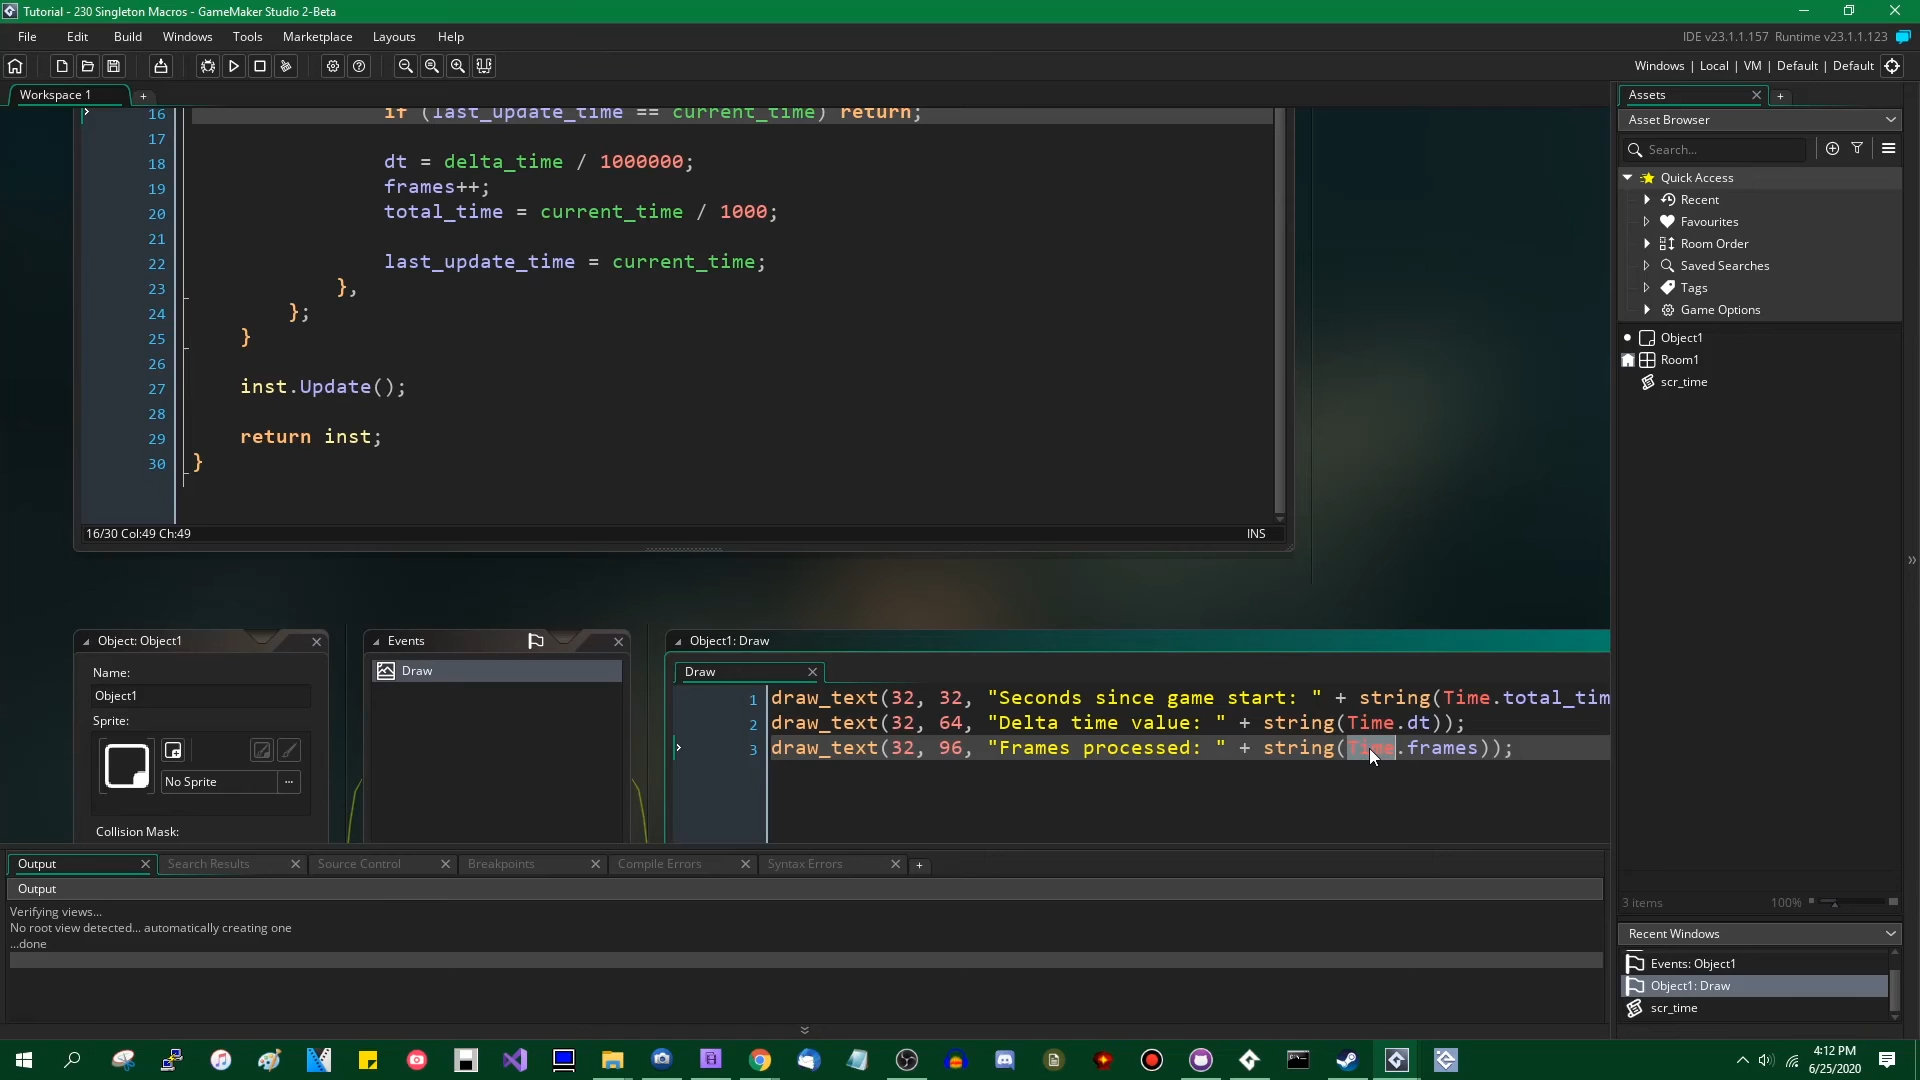 Tutorial - 230 Singleton Macros - GameMaker Studio 2-Beta
File Edit Build Windows Tools Marketplace Layouts Help
IDE v23.1.1.157 Runtime v23.1.1.123
Windows | Local | VM | Default | Default
Workspace 1
16 if (last_update_time == current_time) return;
17
18 dt = delta_time / 1000000;
19 frames++;
20 total_time = current_time / 1000;
21
22 last_update_time = current_time;
23 },
24 };
25 }
26
27 inst.Update();
28
29 return inst;
30 }
16/30 Col:49 Ch:49 INS
Object: Object1
Name:
Object1
Sprite:
No Sprite
...
Collision Mask:
Events
Draw
Object1: Draw
Draw
1 draw_text(32, 32, "Seconds since game start: " + string(Time.total_tim
2 draw_text(32, 64, "Delta time value: " + string(Time.dt));
3 draw_text(32, 96, "Frames processed: " + string(Time.frames));
Output Search Results Source Control Breakpoints Compile Errors Syntax Errors
Output
Verifying views...
No root view detected... automatically creating one
...done
Assets
Asset Browser
Search...
Quick Access
Recent
Favourites
Room Order
Saved Searches
Tags
Game Options
Object1
Room1
scr_time
3 items 100%
Recent Windows
Events: Object1
Object1: Draw
scr_time
4:12 PM
6/25/2020